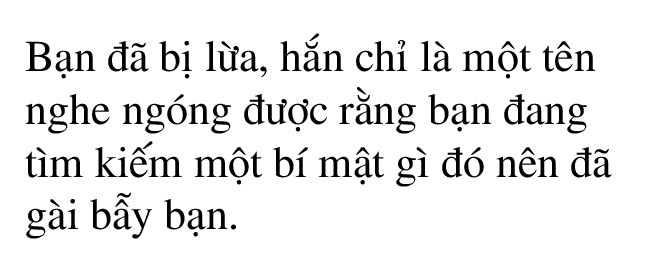 Bạn đã bị lừa, hắn chỉ là một tên
nghe ngóng được rằng bạn đang
tìm kiếm một bí mật gì đó nên đã
gài bẫy bạn.